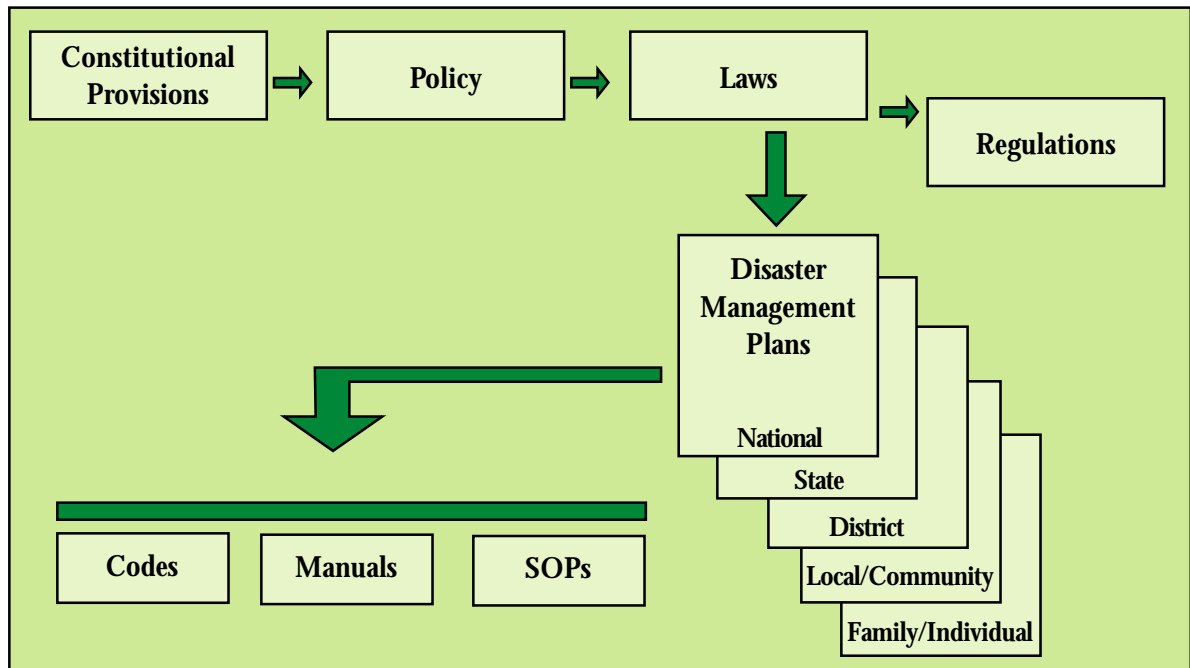 Constitutional
Provisions
Policy
Laws
Regulations
Disaster
Management
Plans
National
State
District
Local/Community
Family/Individual
Codes
Manuals
SOPs